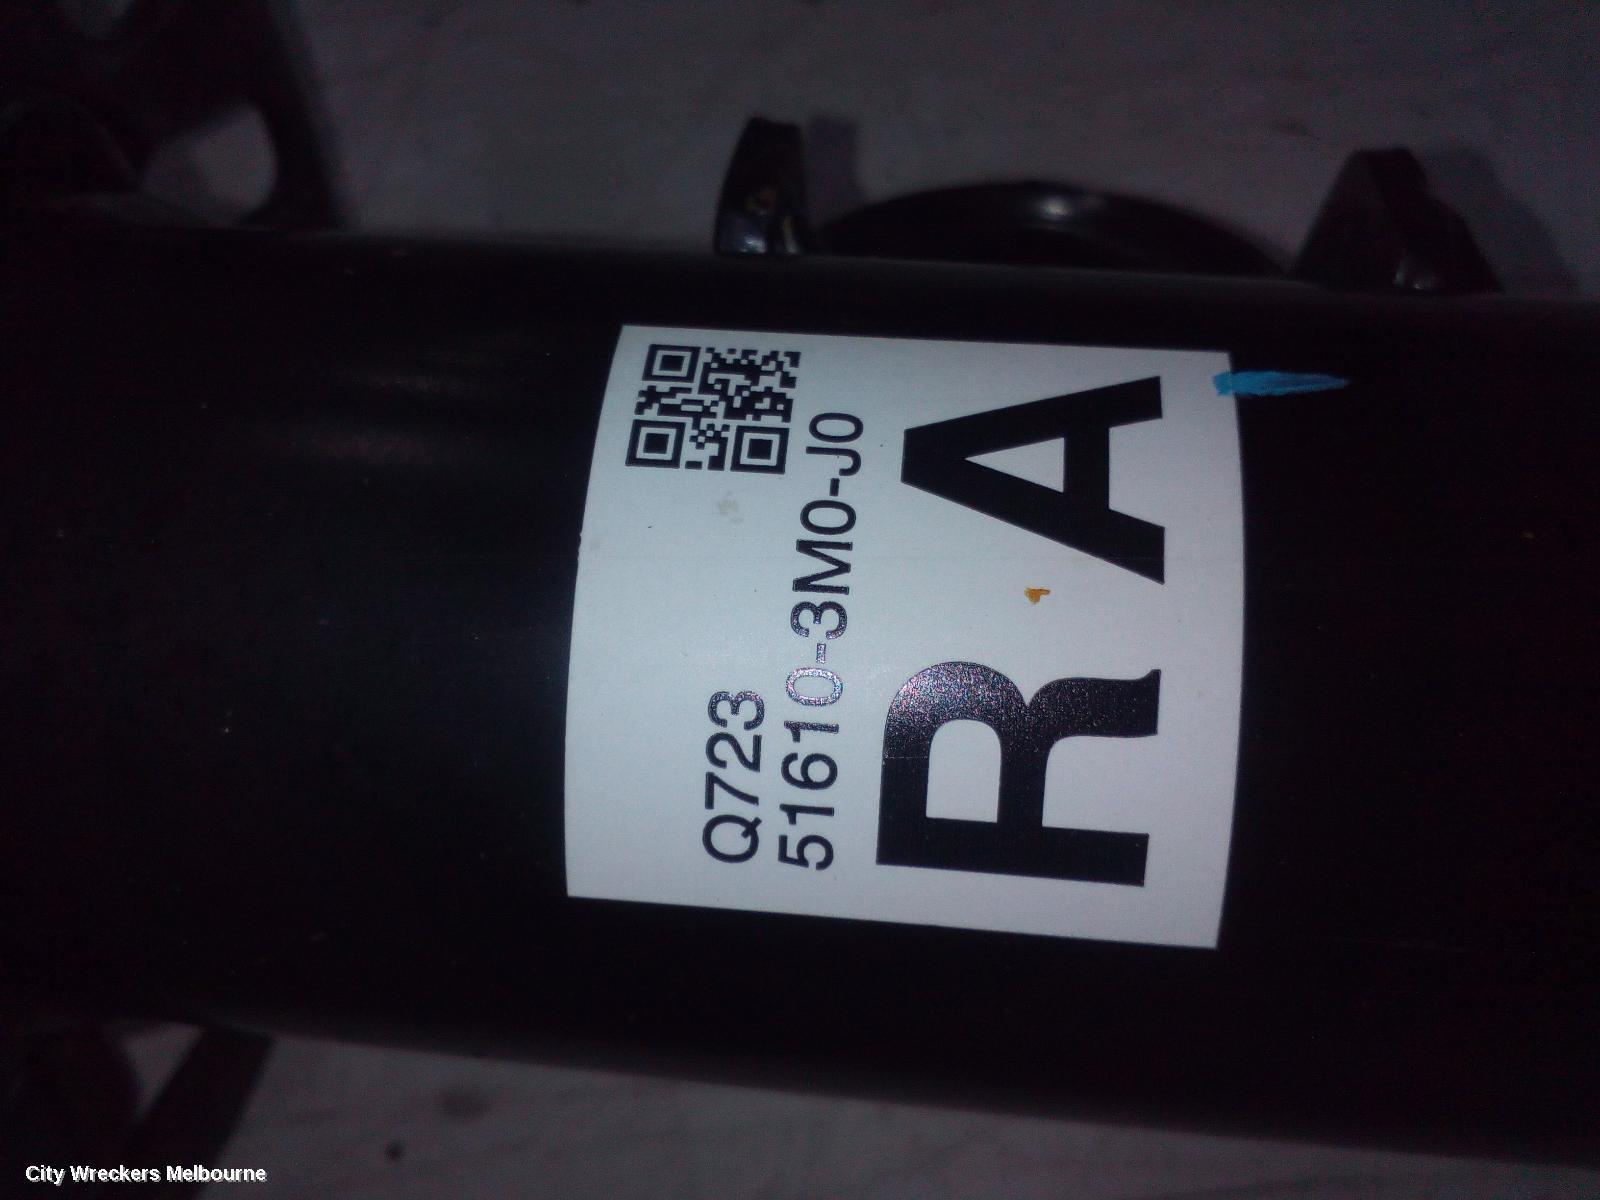 Q723
51610-3M0-J0
RA
City Wreckers Melbourne